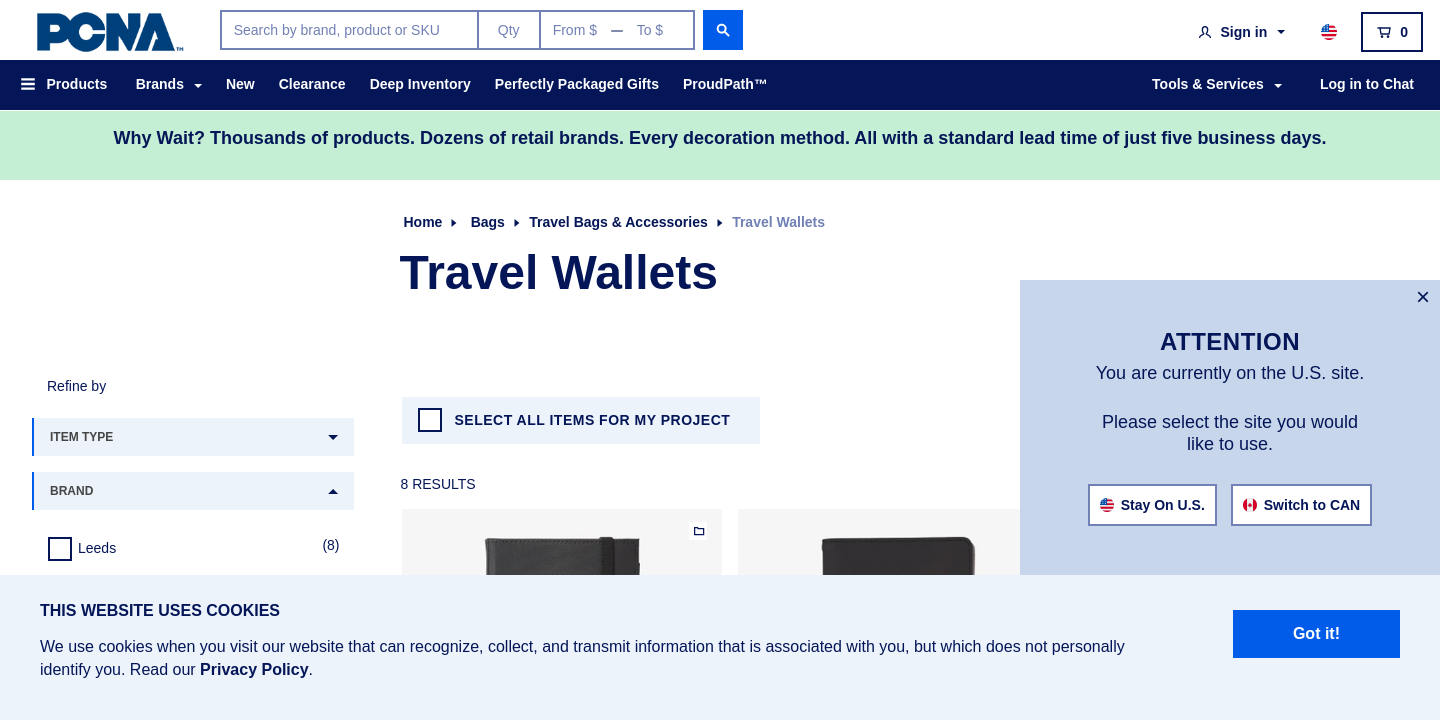 PCNA™
Search by brand, product or SKU
Qty
From $ — To $
Sign in
0
Products
Brands
New
Clearance
Deep Inventory
Perfectly Packaged Gifts
ProudPath™
Tools & Services
Log in to Chat
Why Wait? Thousands of products. Dozens of retail brands. Every decoration method. All with a standard lead time of just five business days.
Home
Bags
Travel Bags & Accessories
Travel Wallets
Travel Wallets
Refine by
ITEM TYPE
BRAND
Leeds
(8)
SELECT ALL ITEMS FOR MY PROJECT
8 RESULTS
ATTENTION
You are currently on the U.S. site.
Please select the site you would
like to use.
Stay On U.S.
Switch to CAN
THIS WEBSITE USES COOKIES
We use cookies when you visit our website that can recognize, collect, and transmit information that is associated with you, but which does not personally
identify you. Read our Privacy Policy.
Got it!